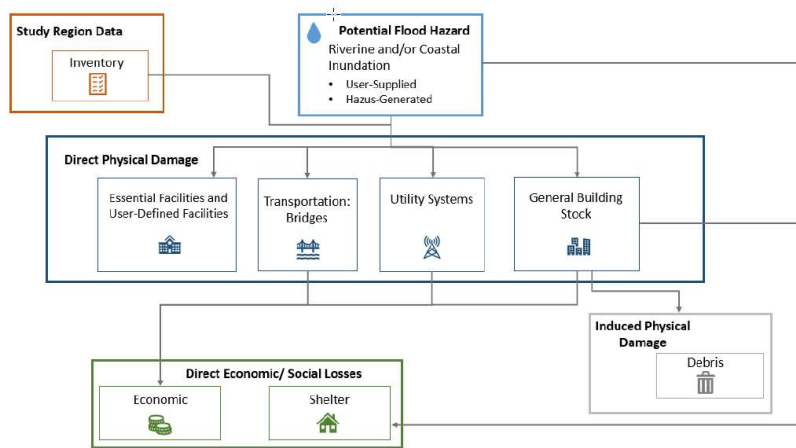 Study Region Data
Inventory
Potential Flood Hazard
Riverine and/or Coastal
Inundation
• User-Supplied
• Hazus-Generated
Direct Physical Damage
Essential Facilities and
User-Defined Facilities
Transportation:
Bridges
Utility Systems
General Building
Stock
Induced Physical
Damage
Debris
Direct Economic/ Social Losses
Economic
Shelter